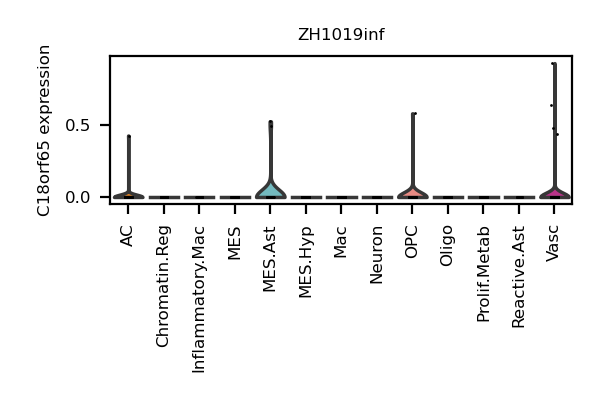 ZH1019inf
C18orf65 expression
0.5
0.0
AC
Chromatin.Reg
Inflammatory.Mac
MES
MES.Ast
MES.Hyp
Mac
Neuron
OPC
Oligo
Prolif.Metab
Reactive.Ast
Vasc